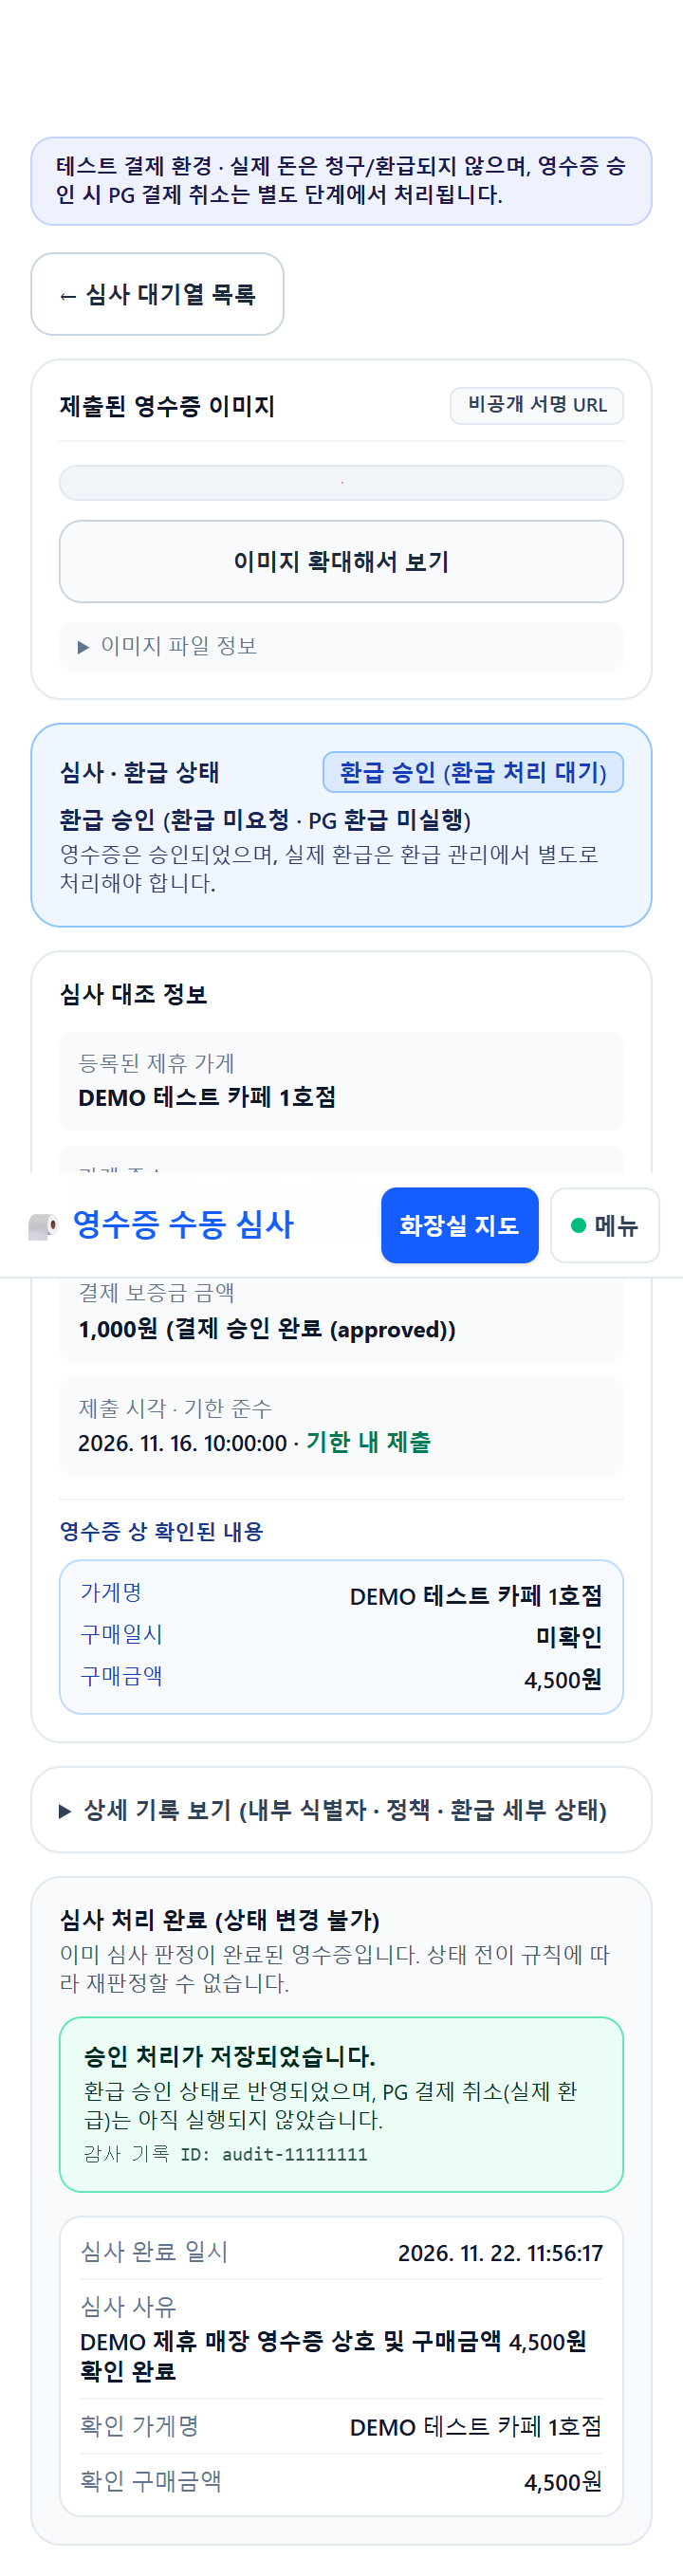 테스트 결제 환경 · 실제 돈은 청구/환급되지 않으며, 영수증 승
인 시 PG 결제 취소는 별도 단계에서 처리됩니다.
← 심사 대기열 목록
제출된 영수증 이미지
비공개 서명 URL
이미지 확대해서 보기
▶ 이미지 파일 정보
심사 · 환급 상태
환급 승인 (환급 처리 대기)
환급 승인 (환급 미요청 · PG 환급 미실행)
영수증은 승인되었으며, 실제 환급은 환급 관리에서 별도로
처리해야 합니다.
심사 대조 정보
등록된 제휴 가게
DEMO 테스트 카페 1호점
영수증 수동 심사
화장실 지도
메뉴
결제 보증금 금액
1,000원 (결제 승인 완료 (approved))
제출 시각 · 기한 준수
2026. 11. 16. 10:00:00 · 기한 내 제출
영수증 상 확인된 내용
가게명 DEMO 테스트 카페 1호점
구매일시 미확인
구매금액 4,500원
▶ 상세 기록 보기 (내부 식별자 · 정책 · 환급 세부 상태)
심사 처리 완료 (상태 변경 불가)
이미 심사 판정이 완료된 영수증입니다. 상태 전이 규칙에 따
라 재판정할 수 없습니다.
승인 처리가 저장되었습니다.
환급 승인 상태로 반영되었으며, PG 결제 취소(실제 환
급)는 아직 실행되지 않았습니다.
감사 기록 ID: audit-11111111
심사 완료 일시 2026. 11. 22. 11:56:17
심사 사유
DEMO 제휴 매장 영수증 상호 및 구매금액 4,500원
확인 완료
확인 가게명 DEMO 테스트 카페 1호점
확인 구매금액 4,500원